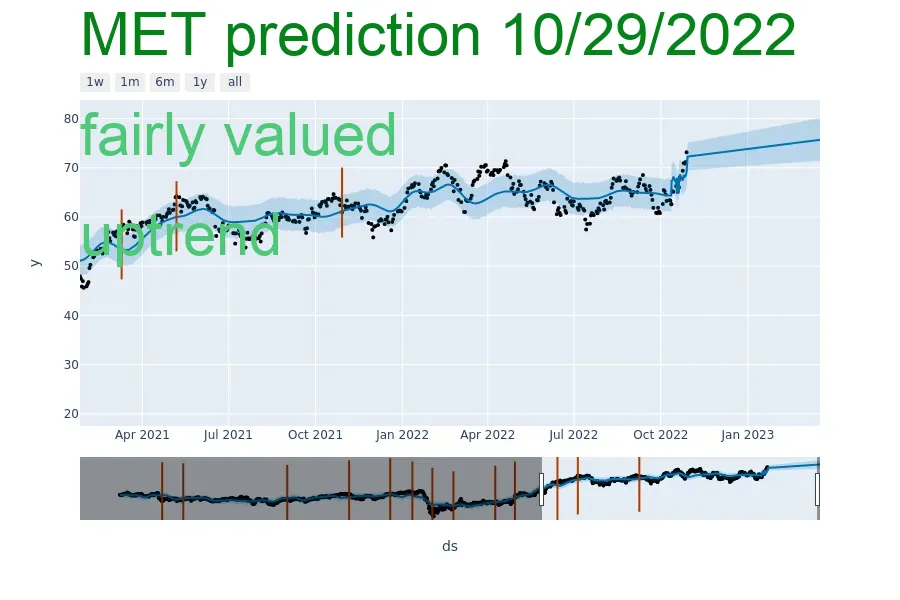 MET prediction 10/29/2022
1w 1m 6m 1y all
80
fairly valued
70
60
uptrend
50
y
40
30
20
Apr 2021 Jul 2021 Oct 2021 Jan 2022 Apr 2022 Jul 2022 Oct 2022 Jan 2023
ds